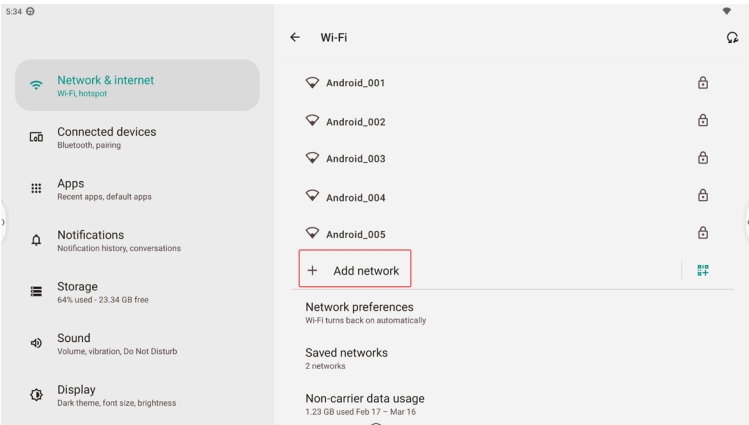 5:34
Wi-Fi
Network & internet
Wi-Fi, hotspot
Connected devices
Bluetooth, pairing
Apps
Recent apps, default apps
Notifications
Notification history, conversations
Storage
64% used - 23.34 GB free
Sound
Volume, vibration, Do Not Disturb
Display
Dark theme, font size, brightness
Android_001
Android_002
Android_003
Android_004
Android_005
+ Add network
Network preferences
Wi-Fi turns back on automatically
Saved networks
2 networks
Non-carrier data usage
1.23 GB used Feb 17 – Mar 16